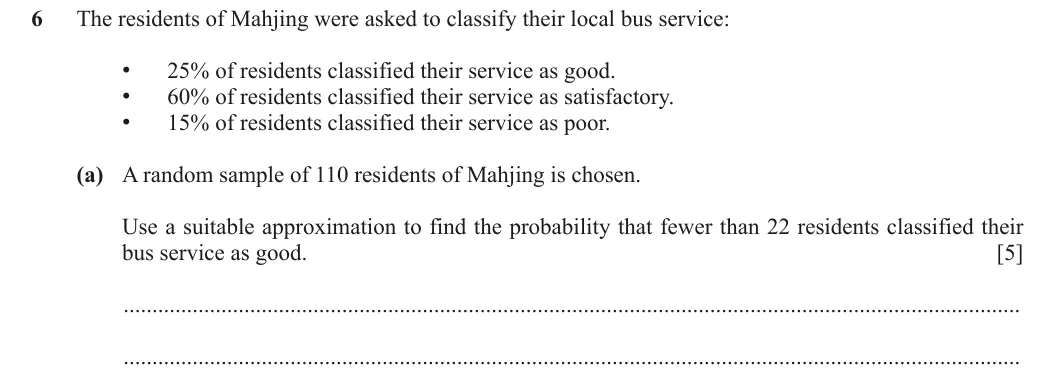 6 The residents of Mahjing were asked to classify their local bus service:
• 25% of residents classified their service as good.
• 60% of residents classified their service as satisfactory.
• 15% of residents classified their service as poor.
(a) A random sample of 110 residents of Mahjing is chosen.
Use a suitable approximation to find the probability that fewer than 22 residents classified their
bus service as good. [5]